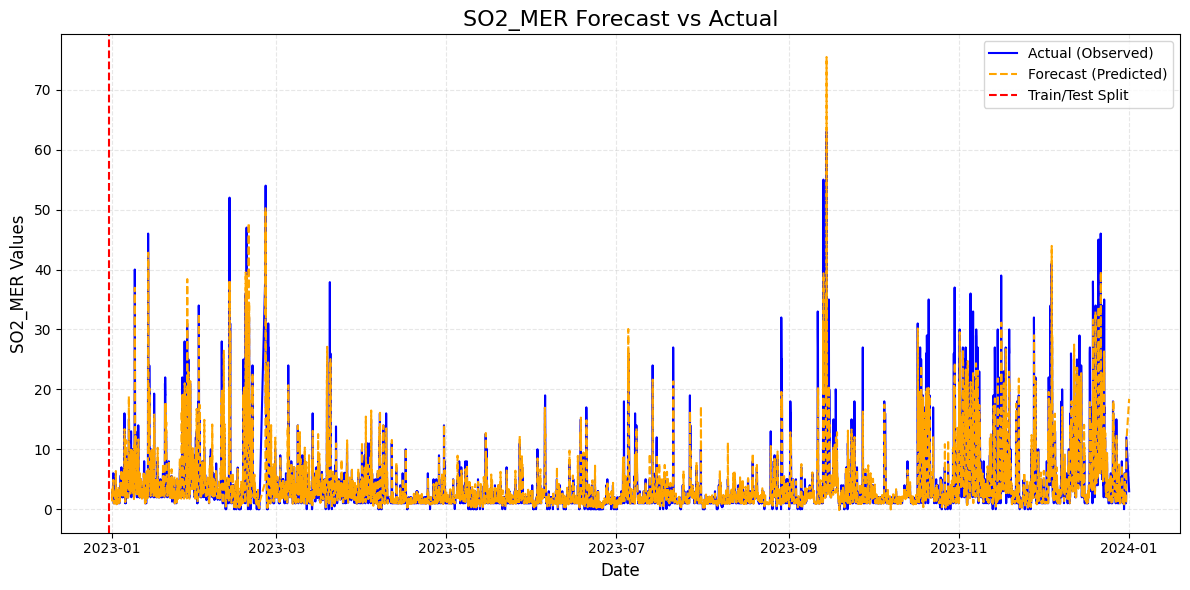 SO2_MER Forecast vs Actual
Actual (Observed)
Forecast (Predicted)
Train/Test Split
SO2_MER Values
70
60
50
40
30
20
10
0
2023-01
2023-03
2023-05
2023-07
2023-09
2023-11
2024-01
Date